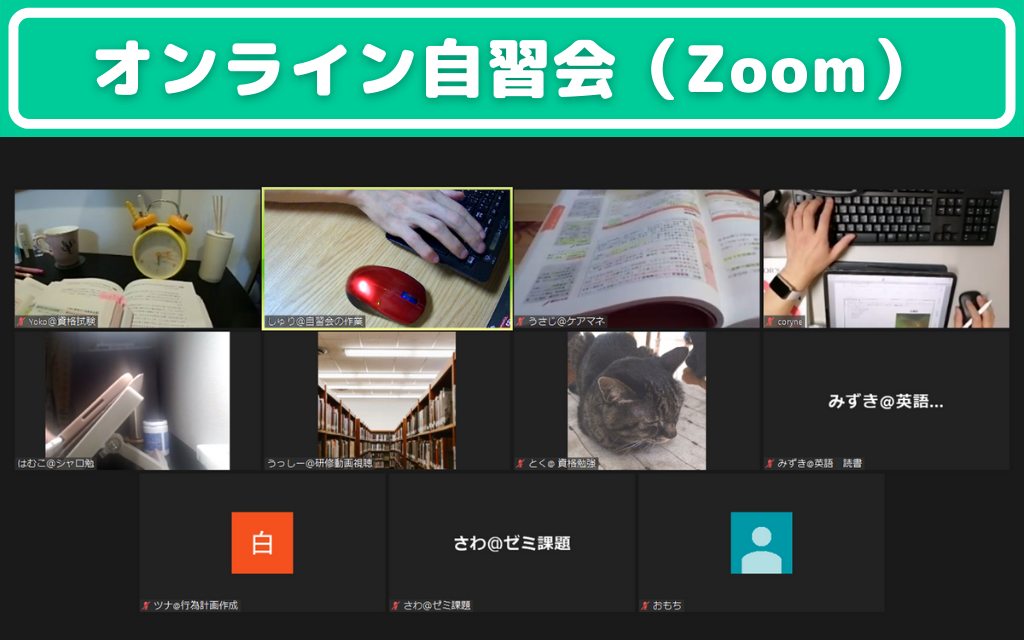 オンライン自習会（Zoom）
Yoko@資格試験
しゅり@自習会の作業
うさじ@ケアマネ
coryne
はむこ@シャロ勉
うっしー@研修動画視聴
とく@ 資格勉強
みずき@英語...
みずき@英語　読書
白
ツナ@行為計画作成
さわ@ゼミ課題
さわ@ゼミ課題
おもち